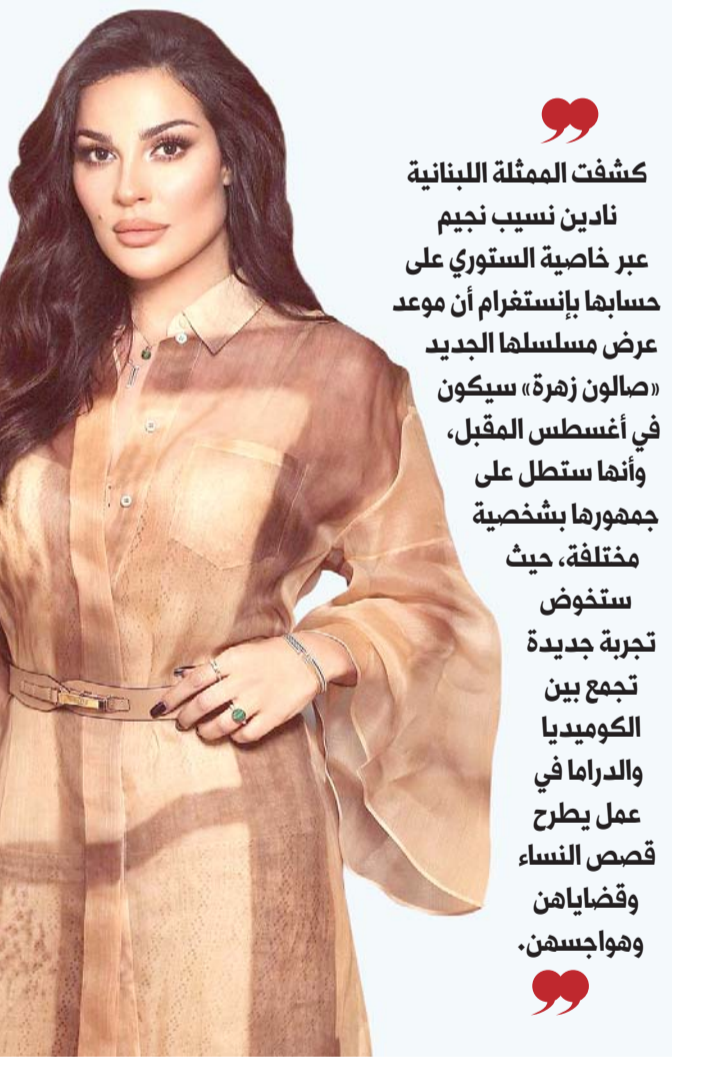 كشفت الممثلة اللبنانية
نادين نسيب نجيم
عبر خاصية الستوري على
حسابها بإنستغرام أن موعد
عرض مسلسلها الجديد
«صالون زهرة» سيكون
في أغسطس المقبل،
وأنها ستطل على
جمهورها بشخصية
مختلفة، حيث
ستخوض
تجربة جديدة
تجمع بين
الكوميديا
والدراما في
عمل يطرح
قصص النساء
وقضاياهن
وهواجسهن.